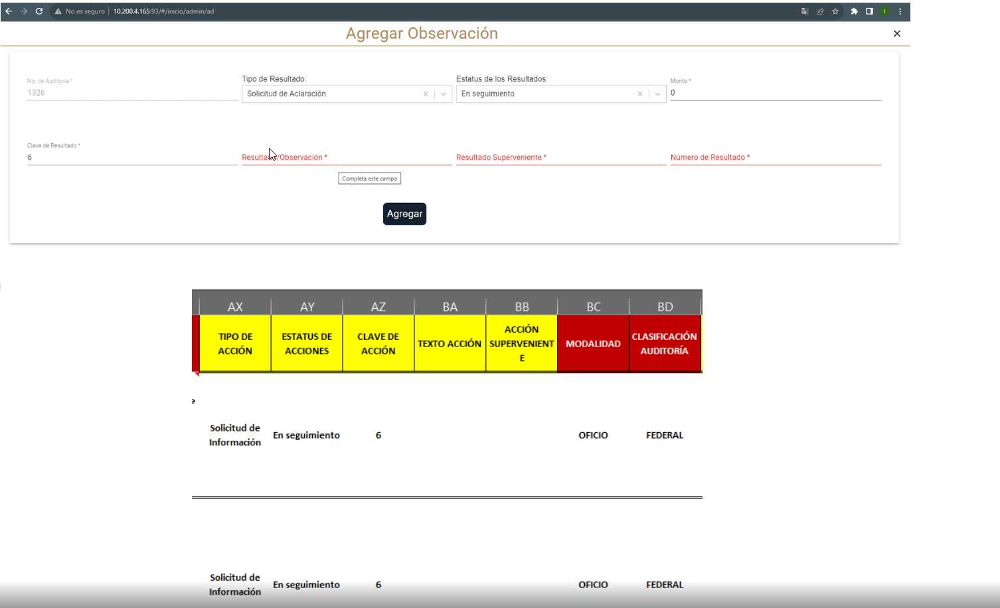 No es seguro | 10.200.4.165:93/#/inicio/admin/ad
Agregar Observación
No. de Auditoria *
1326
Tipo de Resultado:
Solicitud de Aclaración
Estatus de los Resultados:
En seguimiento
Monto *
0
Clave de Resultado *
6
Resultado/Observación *
Resultado Superveniente *
Número de Resultado *
Completa este campo
Agregar
AX AY AZ BA BB BC BD
TIPO DE ACCIÓN
ESTATUS DE ACCIONES
CLAVE DE ACCIÓN
TEXTO ACCIÓN
ACCIÓN SUPERVENIENTE
MODALIDAD
CLASIFICACIÓN AUDITORÍA
e
Solicitud de Información
En seguimiento
6
OFICIO
FEDERAL
Solicitud de Información
En seguimiento
6
OFICIO
FEDERAL